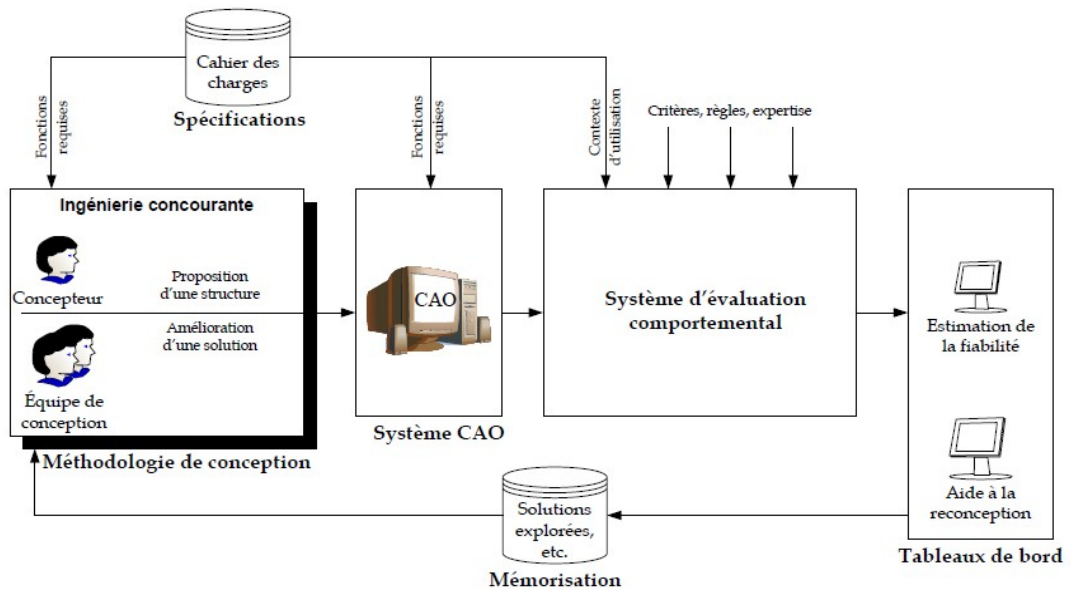 Cahier des
charges
Spécifications
Fonctions
requises
Fonctions
requises
Contexte
d'utilisation
Critères, règles, expertise
Ingénierie concourante
Concepteur
Proposition
d'une structure
Amélioration
d'une solution
Équipe de
conception
Méthodologie de conception
CAO
Système CAO
Système d'évaluation
comportemental
Estimation de
la fiabilité
Aide à la
reconception
Tableaux de bord
Solutions
explorées,
etc.
Mémorisation